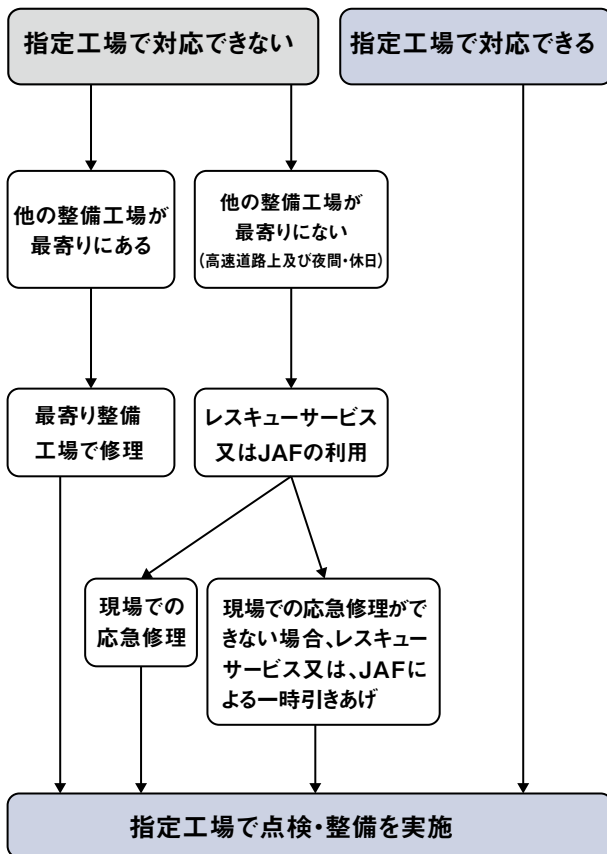 指定工場で対応できない
指定工場で対応できる
他の整備工場が
最寄りにある
他の整備工場が
最寄りにない
(高速道路上及び夜間・休日)
最寄り整備
工場で修理
レスキューサービス
又はJAFの利用
現場での
応急修理
現場での応急修理がで
きない場合、レスキュー
サービス又は、JAFに
よる一時引きあげ
指定工場で点検・整備を実施